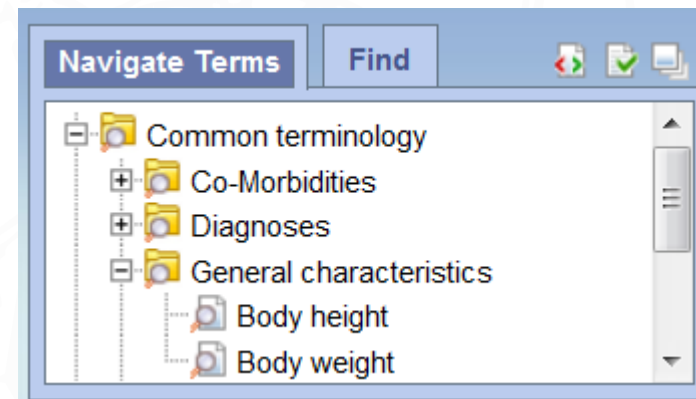 Navigate Terms Find
Common terminology
Co-Morbidities
Diagnoses
General characteristics
Body height
Body weight